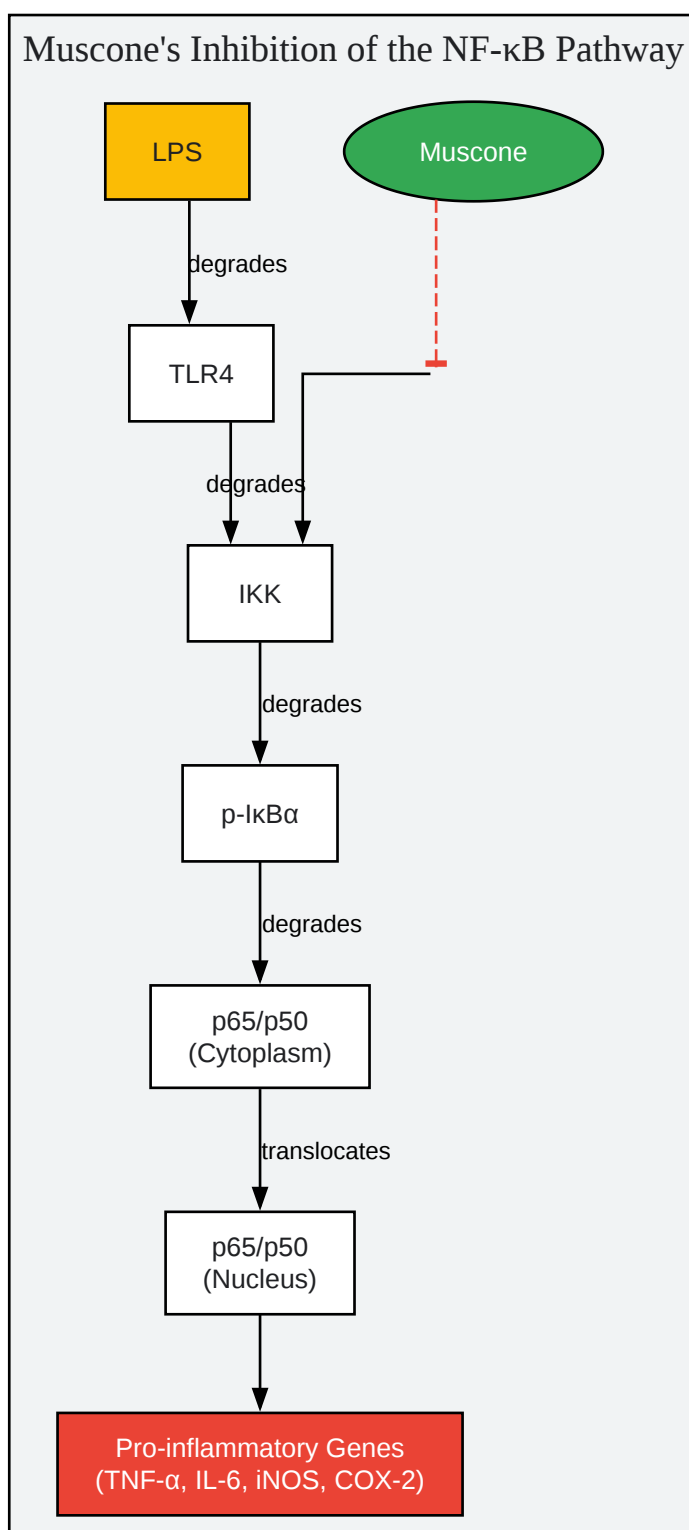 Muscone's Inhibition of the NF-κB Pathway
LPS
Muscone
degrades
TLR4
degrades
IKK
degrades
p-IκBα
degrades
p65/p50
(Cytoplasm)
translocates
p65/p50
(Nucleus)
Pro-inflammatory Genes
(TNF-α, IL-6, iNOS, COX-2)